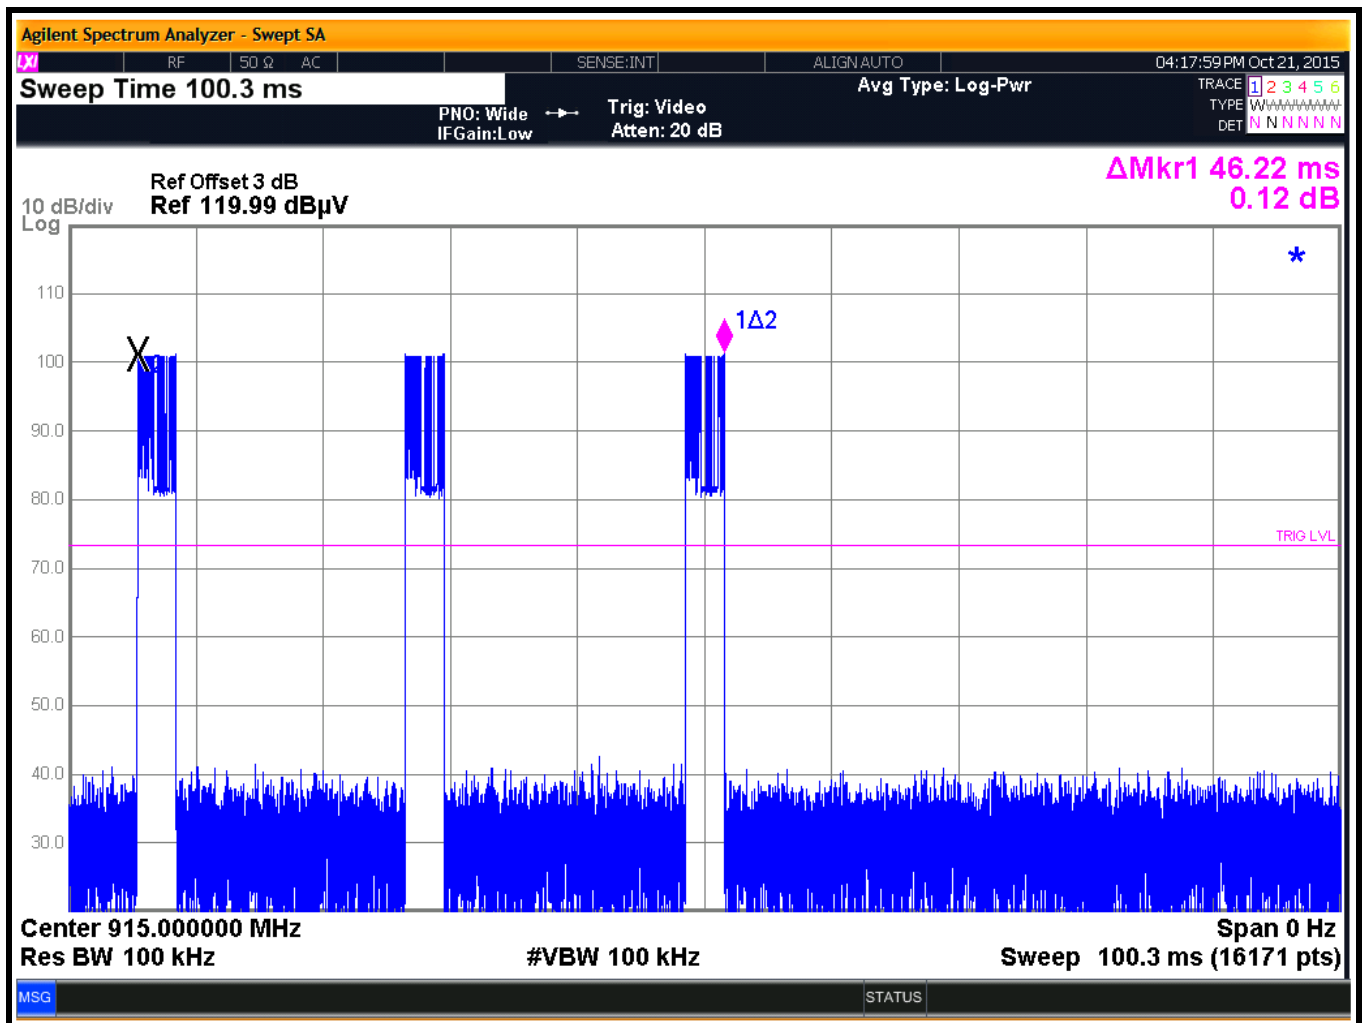 Agilent Spectrum Analyzer - Swept SA
LXI RF 50 Ω AC SENSE:INT ALIGN AUTO 04:17:59 PM Oct 21, 2015
Sweep Time 100.3 ms
Avg Type: Log-Pwr
TRACE 1 2 3 4 5 6
PNO: Wide Trig: Video
TYPE W
IFGain:Low Atten: 20 dB
DET N N N N N N
ΔMkr1 46.22 ms
0.12 dB
Ref Offset 3 dB
10 dB/div Ref 119.99 dBµV
Log
110
1Δ2
100
90.0
80.0
TRIG LVL
70.0
60.0
50.0
40.0
30.0
Center 915.000000 MHz Span 0 Hz
Res BW 100 kHz #VBW 100 kHz Sweep 100.3 ms (16171 pts)
MSG STATUS